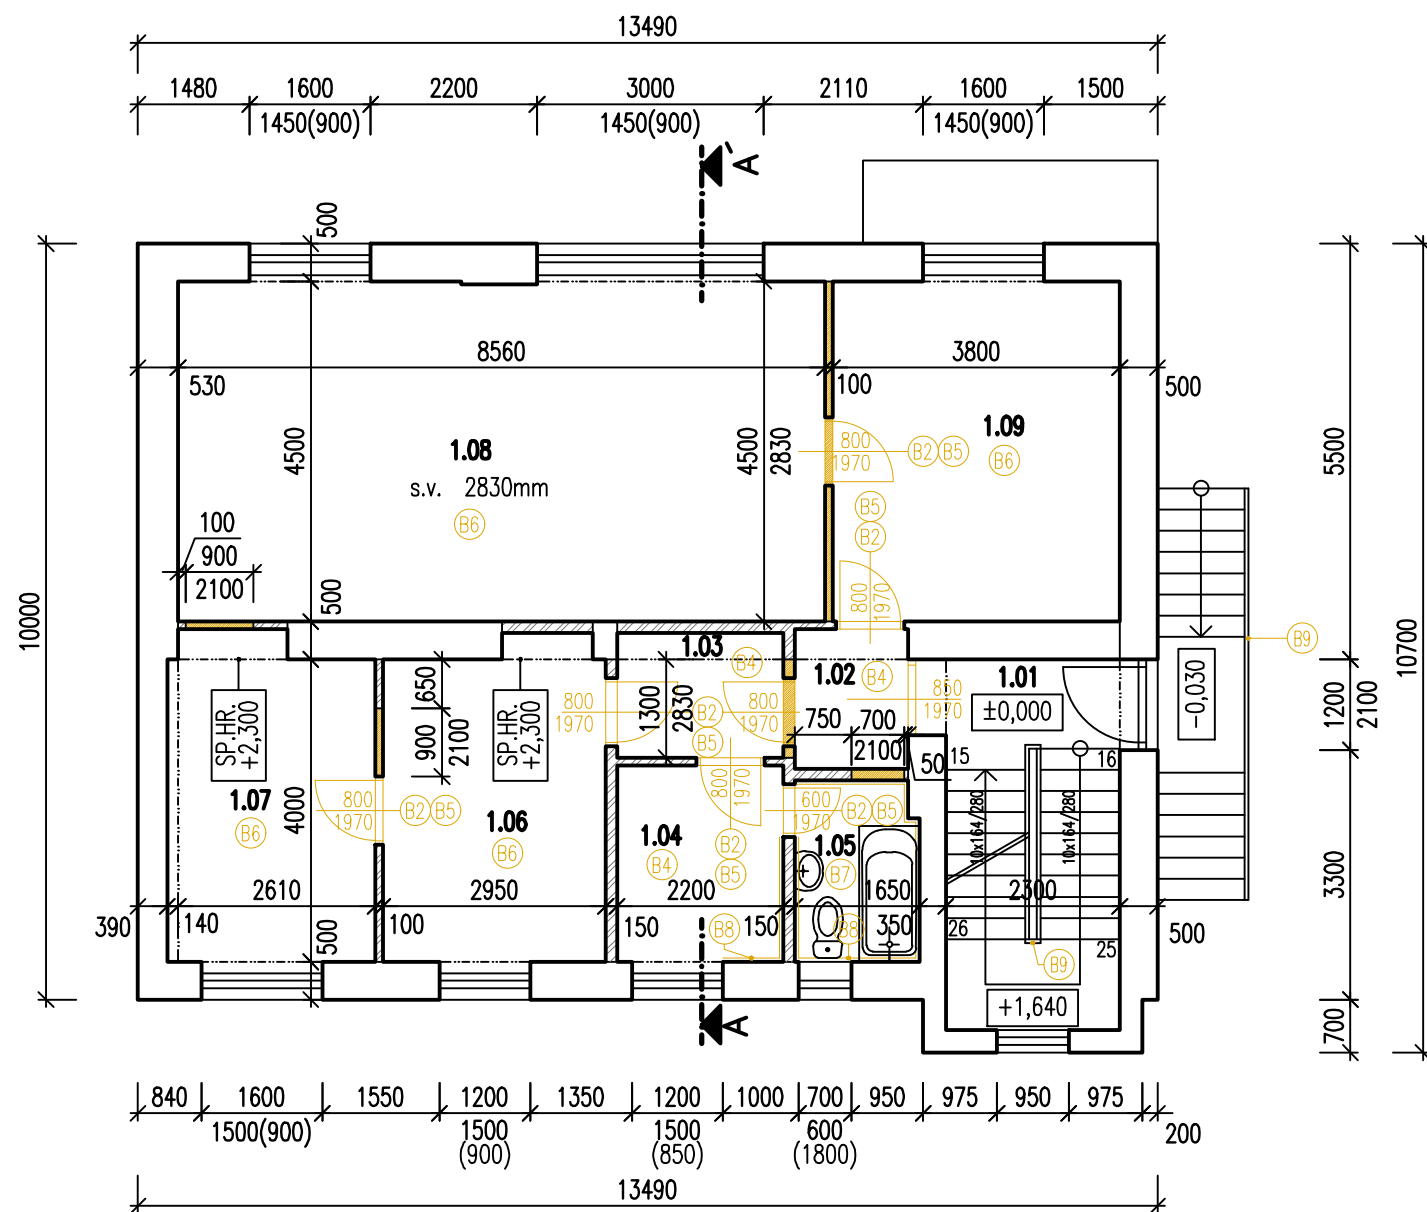 13490
1480 1600 2200 3000 2110 1600 1500
1450(900) 1450(900) 1450(900)
A'
500
8560 3800
530 100 500
1.08
s.v. 2830mm
B6
4500
4500
2830
800
1970
B2 B5
1.09
B6
5500
10000
10700
100
900
2100
500
B5
B2
800
1970
B9
-0,030
1.03
B4
1.02
B4
850
1970
1.01
±0,000
1200
2100
SP.HR.
+2,300
SP.HR.
+2,300
650
900
2100
800
1970
1300
2830
B2
B5
800
1970
750 700
2100
50
15 16
10x164/280
10x164/280
1.07
B6
4000
800
1970
B2 B5
1.06
B6
800
1970
1.04
B4
B2
B5
600
1970
B2 B5
1.05
B7
3300
2610 2950 2200 1650 2300
390 140 100 150 150 350 500
500
B8 B8
26 25
B9
+1,640
700
A
840 1600 1550 1200 1350 1200 1000 700 950 975 950 975
200
1500(900) 1500
(900) 1500
(850) 600
(1800)
13490